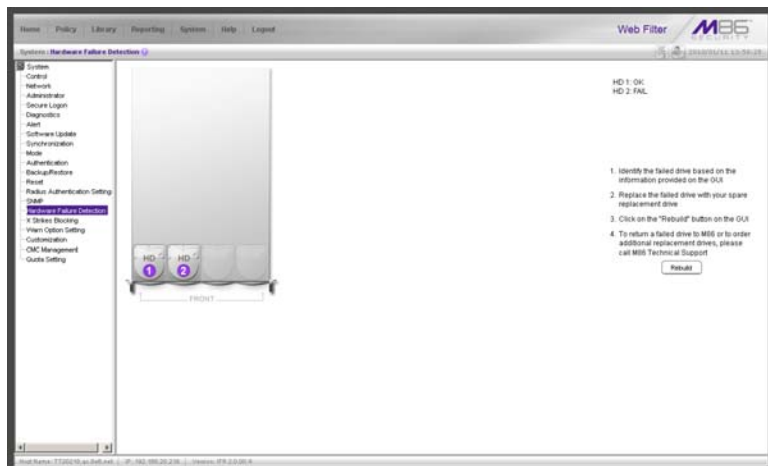 Home Policy Library Reporting System Help Logout
Web Filter
M86
SECURITY
System : Hardware Failure Detection
System
Control
Network
Administrator
Secure Logon
Diagnostics
Alert
Software Update
Synchronization
Mode
Authentication
Backup/Restore
Reset
Radius Authentication Setting
SNMP
Hardware Failure Detection
X Strikes Blocking
Warn Option Setting
Customization
CMC Management
Quota Setting
HD 1: OK
HD 2: FAIL
1. Identify the failed drive based on the
information provided on the GUI
2. Replace the failed drive with your spare
replacement drive
3. Click on the "Rebuild" button on the GUI
4. To return a failed drive to M86 or to order
additional replacement drives, please
call M86 Technical Support
Rebuild
HD HD
1 2
FRONT
Host Name: